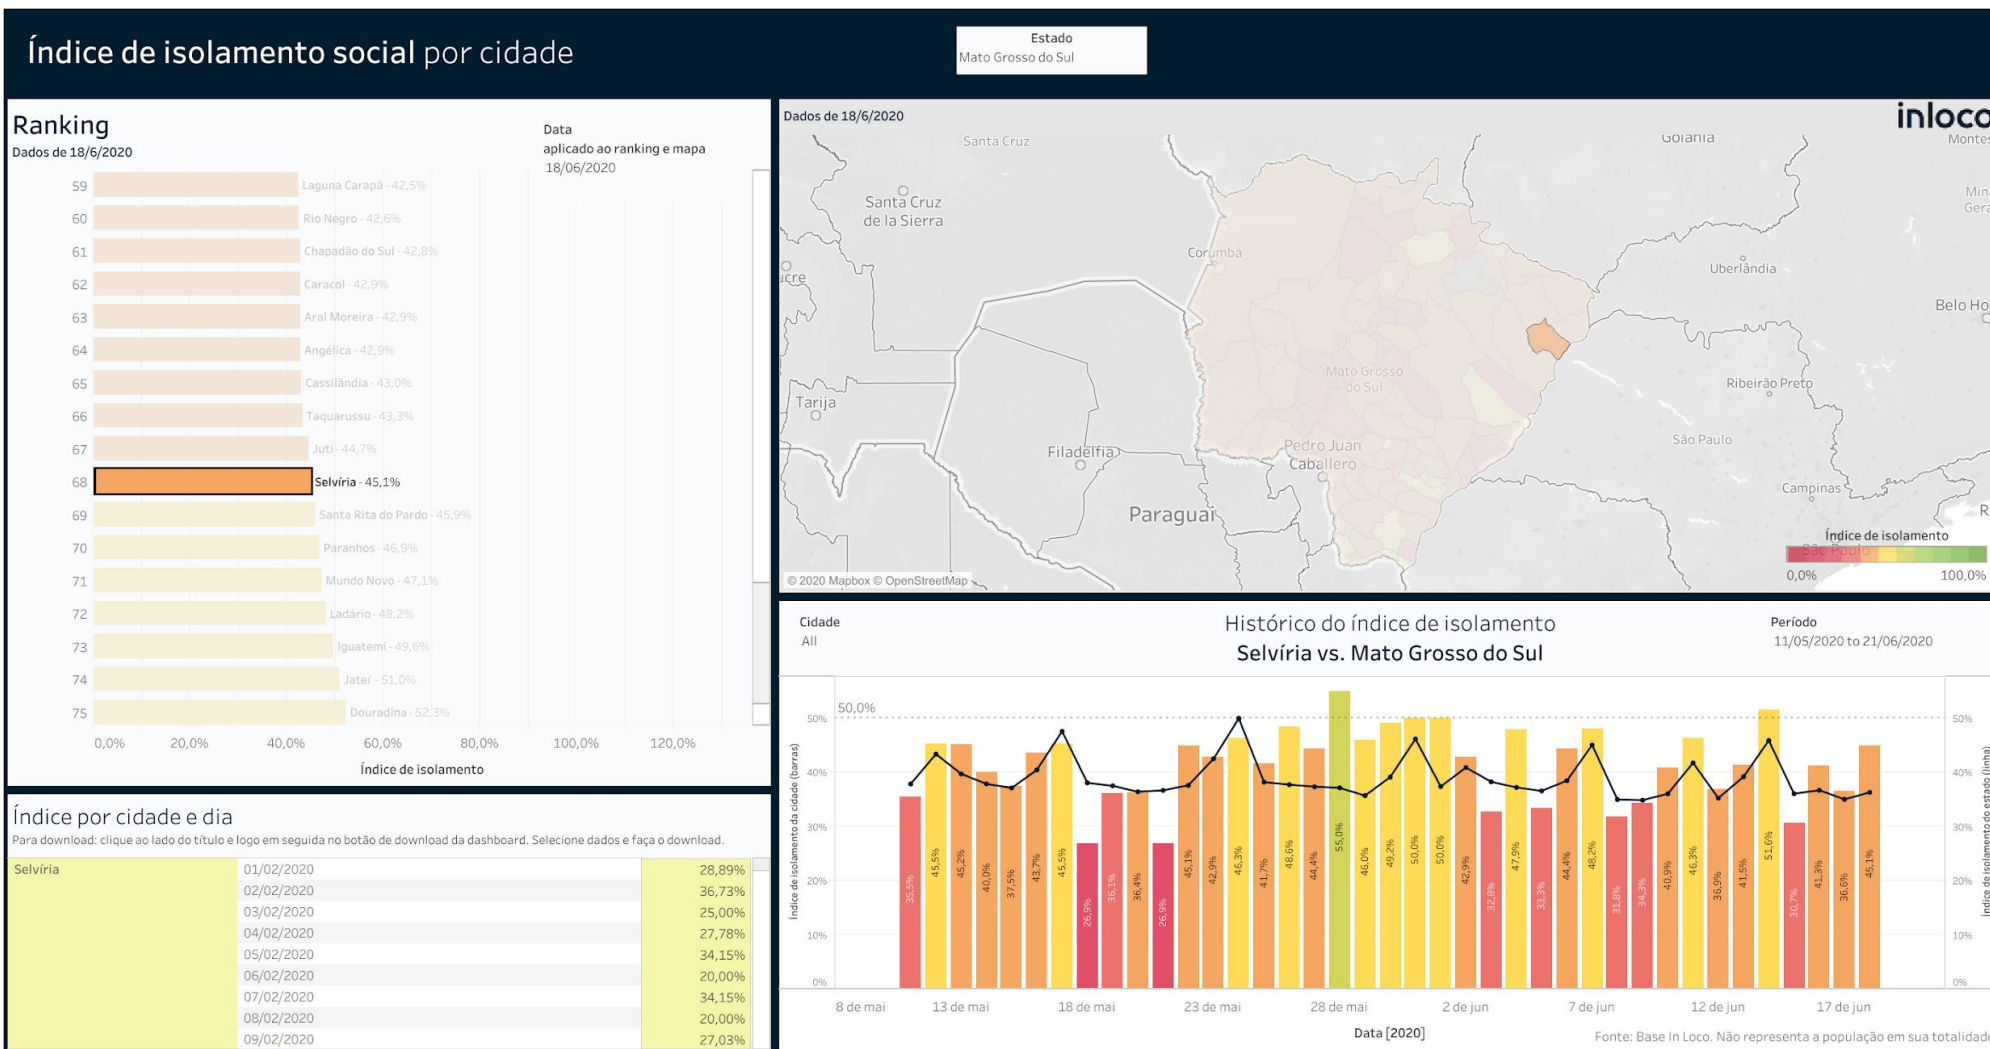 Índice de isolamento social por cidade
Estado
Mato Grosso do Sul
Ranking
Dados de 18/6/2020
Data
aplicado ao ranking e mapa
18/06/2020
59 Laguna Carapã - 42,5%
60 Rio Negro - 42,6%
61 Chapadão do Sul - 42,8%
62 Caracol - 42,9%
63 Aral Moreira - 42,9%
64 Angélica - 42,9%
65 Cassilândia - 43,0%
66 Taquarussu - 43,3%
67 Juti - 44,7%
68 Selvíria - 45,1%
69 Santa Rita do Pardo - 45,9%
70 Paranhos - 46,9%
71 Mundo Novo - 47,1%
72 Ladário - 48,2%
73 Iguatemi - 49,6%
74 Jateí - 51,0%
75 Douradina - 52,3%
0,0% 20,0% 40,0% 60,0% 80,0% 100,0% 120,0%
Índice de isolamento
Índice por cidade e dia
Para download: clique ao lado do título e logo em seguida no botão de download da dashboard. Selecione dados e faça o download.
Selvíria 01/02/2020 28,89%
02/02/2020 36,73%
03/02/2020 25,00%
04/02/2020 27,78%
05/02/2020 34,15%
06/02/2020 20,00%
07/02/2020 34,15%
08/02/2020 20,00%
09/02/2020 27,03%
Dados de 18/6/2020
inloco
Santa Cruz
Goiânia
Montes
Santa Cruz
de la Sierra
Min
Gera
Corumbá
ucre
Uberlândia
Belo Ho
Mato Grosso
do Sul
Ribeirão Preto
Tarija
São Paulo
Filadélfia
Pedro Juan
Caballero
Campinas
Paraguai
R
Índice de isolamento
São Paulo
0,0% 100,0%
© 2020 Mapbox © OpenStreetMap
Cidade
All
Histórico do índice de isolamento
Selvíria vs. Mato Grosso do Sul
Período
11/05/2020 to 21/06/2020
Índice de isolamento da cidade (barras)
50%
40%
30%
20%
10%
0%
50,0%
35,5%
45,5%
45,2%
40,0%
37,5%
43,7%
45,5%
26,9%
36,1%
36,4%
26,9%
45,1%
42,9%
46,3%
41,7%
48,6%
44,4%
55,0%
46,0%
49,2%
50,0%
50,0%
42,9%
32,8%
47,9%
33,3%
44,4%
48,2%
31,8%
34,3%
40,9%
46,3%
36,9%
41,5%
51,6%
30,7%
41,3%
36,6%
45,1%
50%
40%
30%
20%
10%
0%
Índice de isolamento do estado (linha)
8 de mai 13 de mai 18 de mai 23 de mai 28 de mai 2 de jun 7 de jun 12 de jun 17 de jun
Data [2020]
Fonte: Base In Loco. Não representa a população em sua totalidade